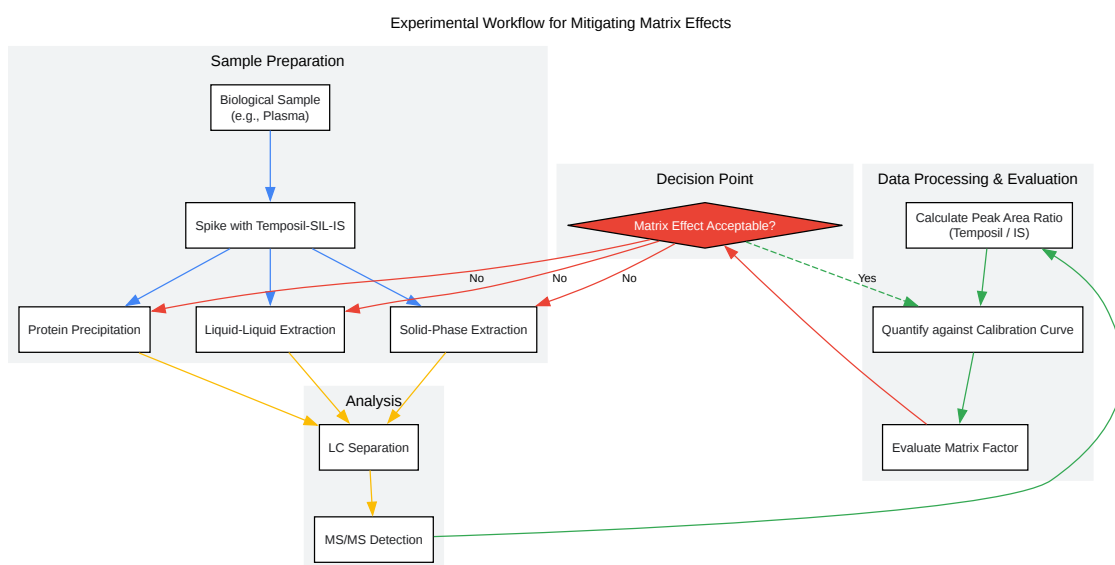 Experimental Workflow for Mitigating Matrix Effects
Sample Preparation
Biological Sample
(e.g., Plasma)
Spike with Temposil-SIL-IS
Protein Precipitation
Liquid-Liquid Extraction
Solid-Phase Extraction
Decision Point
Matrix Effect Acceptable?
No
No
No
Yes
Data Processing & Evaluation
Calculate Peak Area Ratio
(Temposil / IS)
Quantify against Calibration Curve
Evaluate Matrix Factor
Analysis
LC Separation
MS/MS Detection